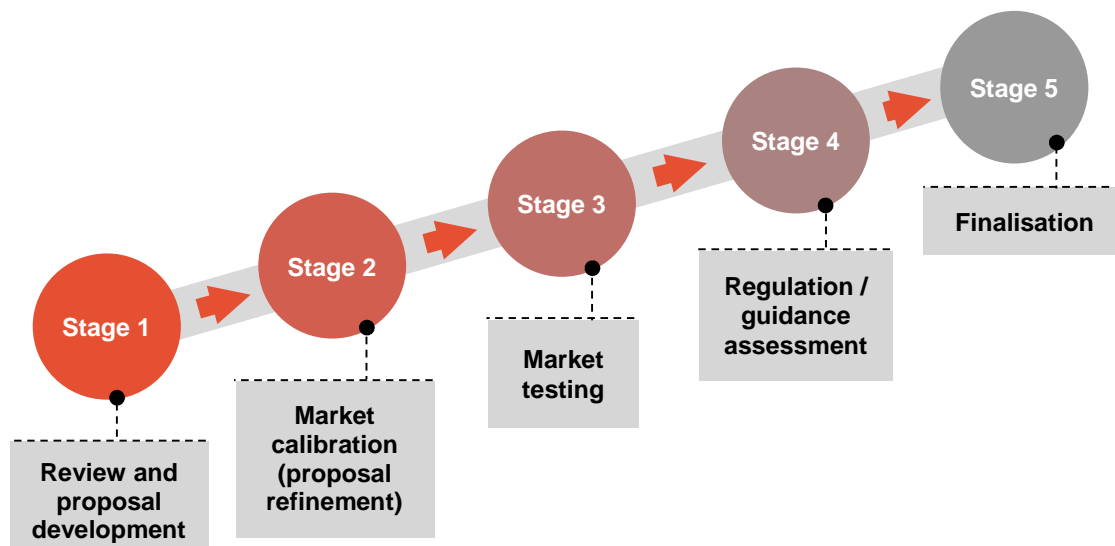 Stage 1
Review and
proposal
development
Stage 2
Market
calibration
(proposal
refinement)
Stage 3
Market
testing
Stage 4
Regulation /
guidance
assessment
Stage 5
Finalisation